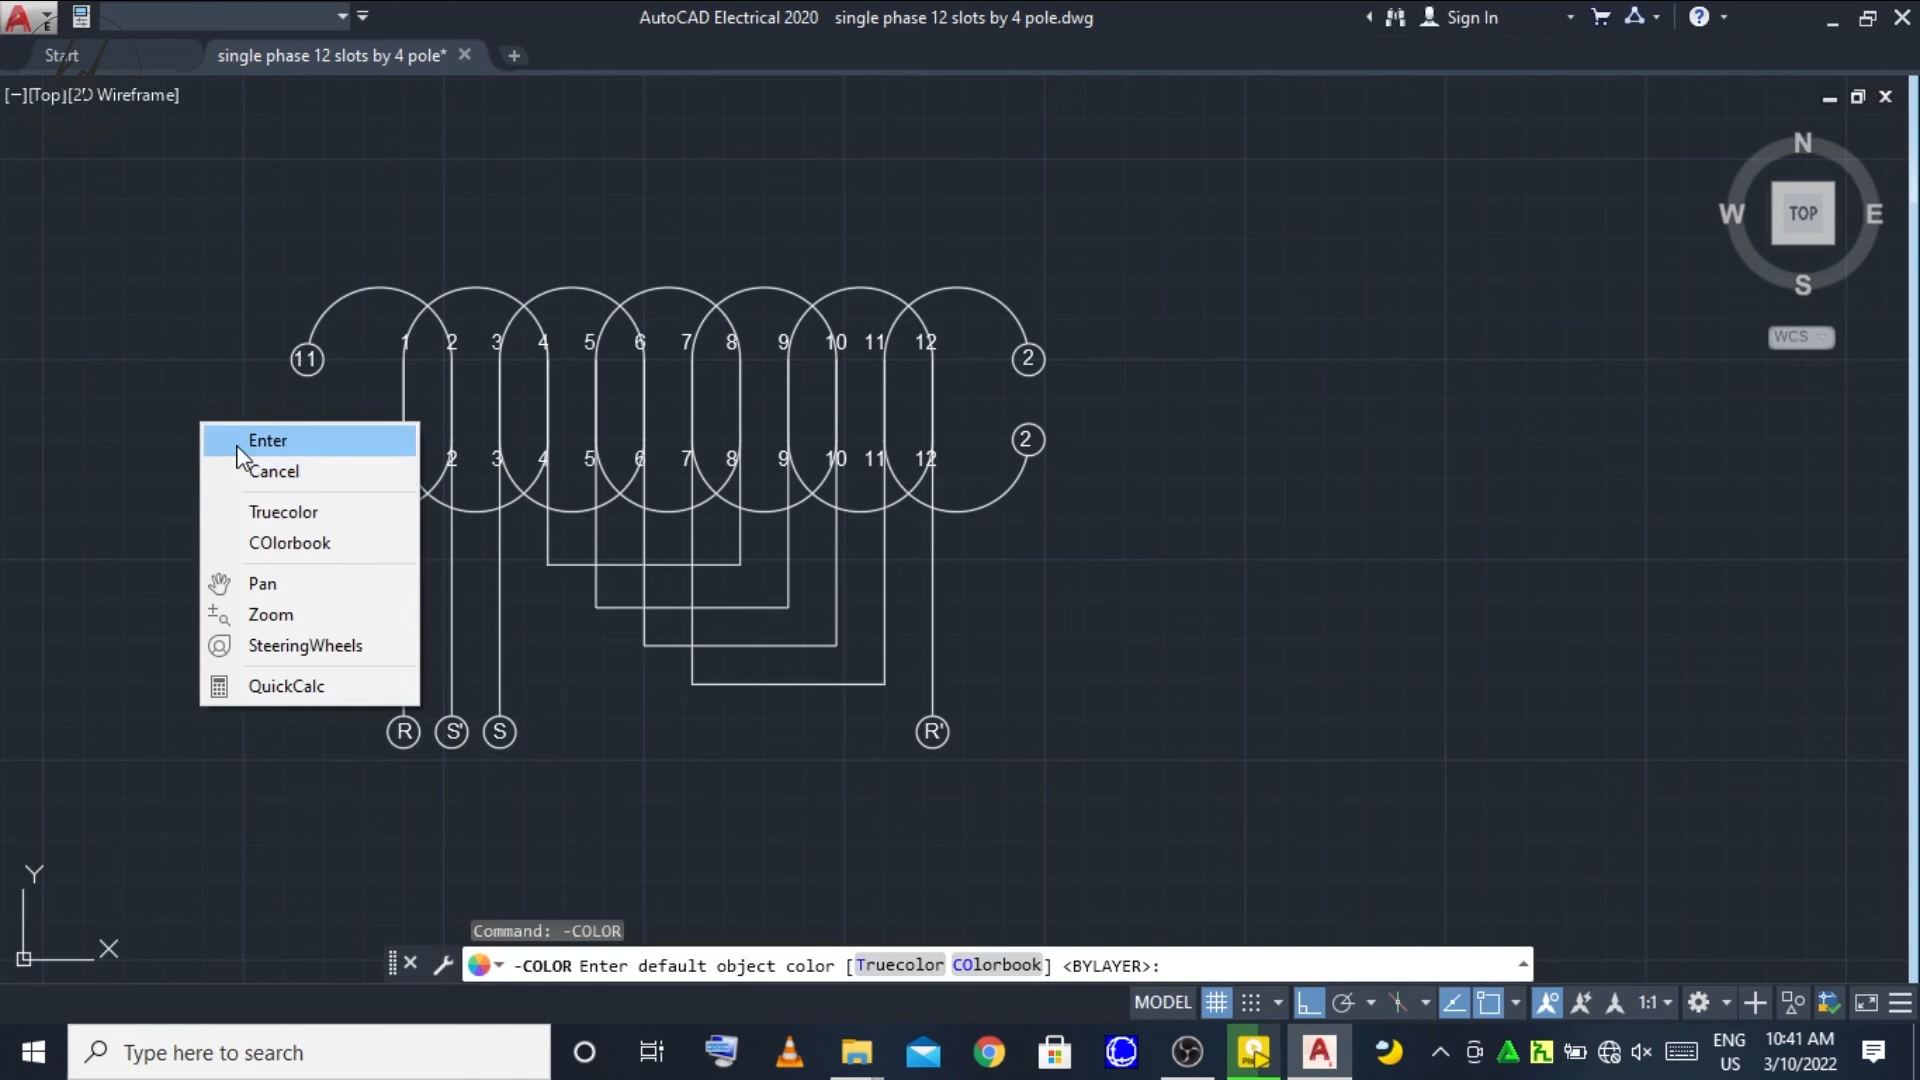 AutoCAD Electrical 2020 single phase 12 slots by 4 pole.dwg
Sign In
Start
single phase 12 slots by 4 pole*
[−][Top][2D Wireframe]
N
W TOP E
S
WCS
1 2 3 4 5 6 7 8 9 10 11 12
11
2
2
2 3 4 5 6 7 8 9 10 11 12
Enter
Cancel
Truecolor
COlorbook
Pan
Zoom
SteeringWheels
QuickCalc
R S' S R'
Y
X
Command: -COLOR
-COLOR Enter default object color [Truecolor COlorbook] <BYLAYER>:
MODEL
1:1
Type here to search
ENG
US
10:41 AM
3/10/2022